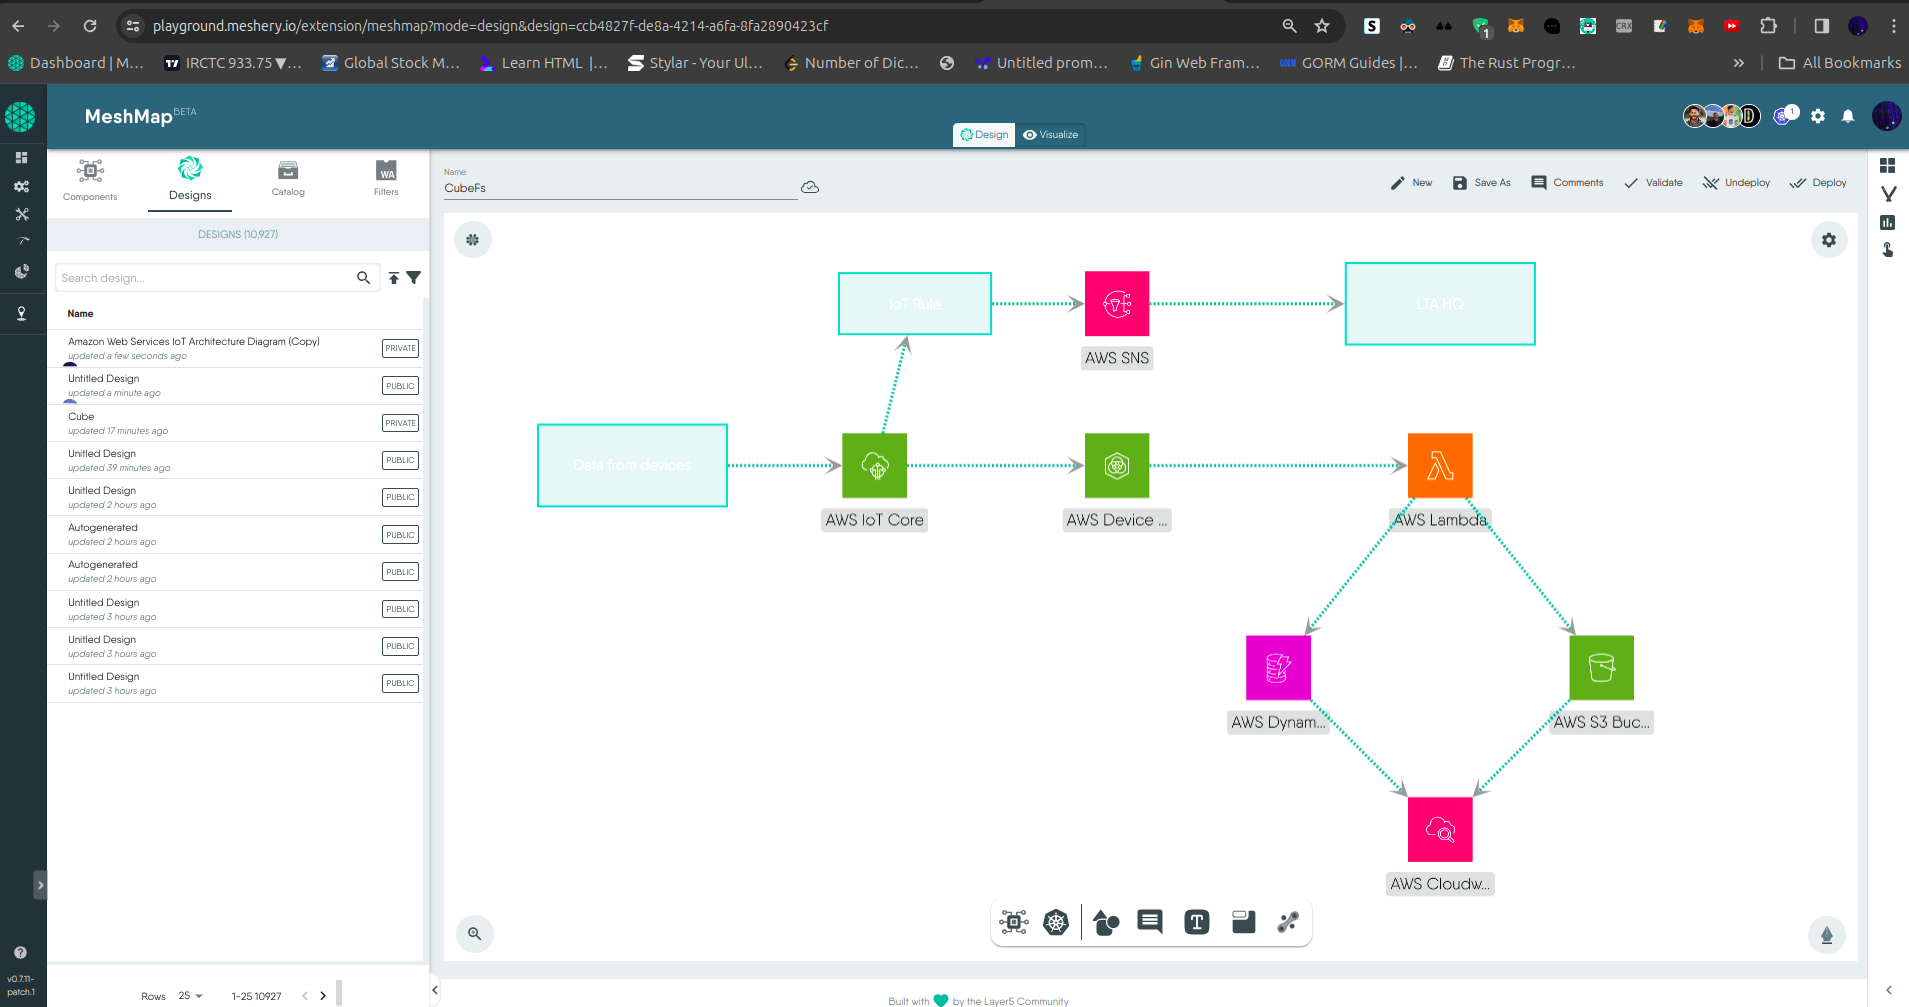 playground.meshery.io/extension/meshmap?mode=design&design=ccb4827f-de8a-4214-a6fa-8fa2890423cf
S
1
CRX
Dashboard | M...
IRCTC 933.75 ▼...
Global Stock M...
Learn HTML |...
Stylar - Your Ul...
Number of Dic...
Untitled prom...
Gin Web Fram...
GORM Guides |...
The Rust Progr...
»
All Bookmarks
MeshMap BETA
Design
Visualize
1
Components
Designs
Catalog
WA
Filters
DESIGNS (10,927)
Search design...
Name
Amazon Web Services IoT Architecture Diagram (Copy)
updated a few seconds ago
PRIVATE
Untitled Design
updated a minute ago
PUBLIC
Cube
updated 17 minutes ago
PRIVATE
Untitled Design
updated 39 minutes ago
PUBLIC
Untitled Design
updated 2 hours ago
PUBLIC
Autogenerated
updated 2 hours ago
PUBLIC
Autogenerated
updated 2 hours ago
PUBLIC
Untitled Design
updated 3 hours ago
PUBLIC
Untitled Design
updated 3 hours ago
PUBLIC
Untitled Design
updated 3 hours ago
PUBLIC
v0.7.11-
patch.1
Rows 25 1-25 10927
Name
CubeFs
New
Save As
Comments
Validate
Undeploy
Deploy
IoT Rule
AWS SNS
LTA HQ
Data from devices
AWS IoT Core
AWS Device ...
AWS Lambda
AWS Dynam...
AWS S3 Buc...
AWS Cloudw...
T
Built with by the Layer5 Community